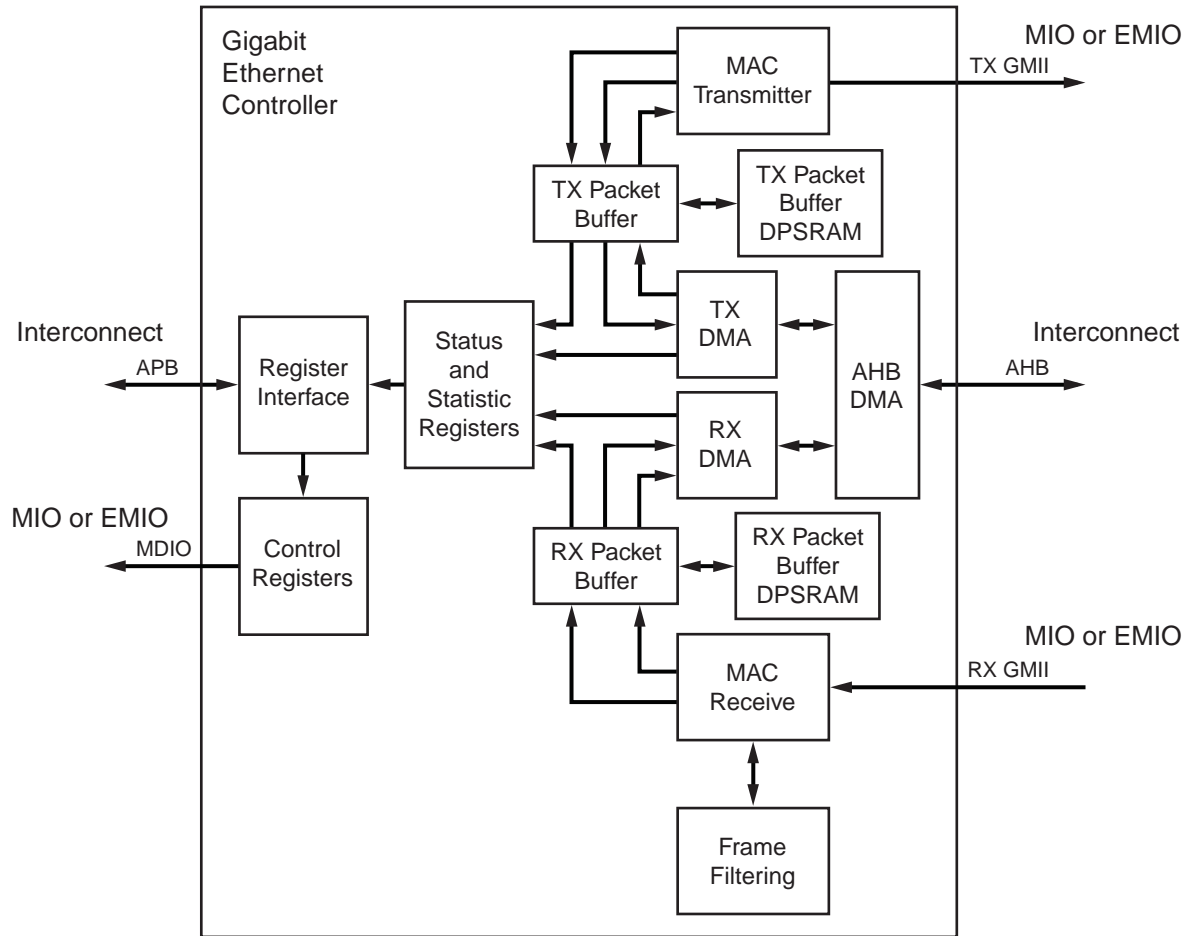 Gigabit
Ethernet
Controller
MAC
Transmitter
MIO or EMIO
TX GMII
TX Packet
Buffer
TX Packet
Buffer
DPSRAM
Interconnect
APB
Register
Interface
Status
and
Statistic
Registers
TX
DMA
RX
DMA
AHB
DMA
Interconnect
AHB
MIO or EMIO
MDIO
Control
Registers
RX Packet
Buffer
RX Packet
Buffer
DPSRAM
MAC
Receive
MIO or EMIO
RX GMII
Frame
Filtering